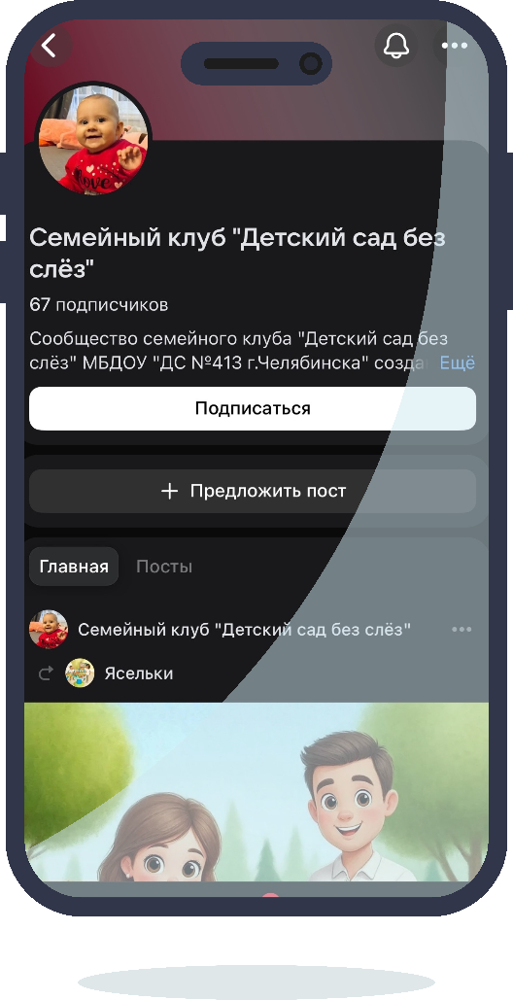 Семейный клуб "Детский сад без
слёз"
67 подписчиков
Сообщество семейного клуба "Детский сад без
слёз" МБДОУ "ДС №413 г.Челябинска" созда Ещё
Подписаться
+ Предложить пост
Главная Посты
Семейный клуб "Детский сад без слёз"
Ясельки